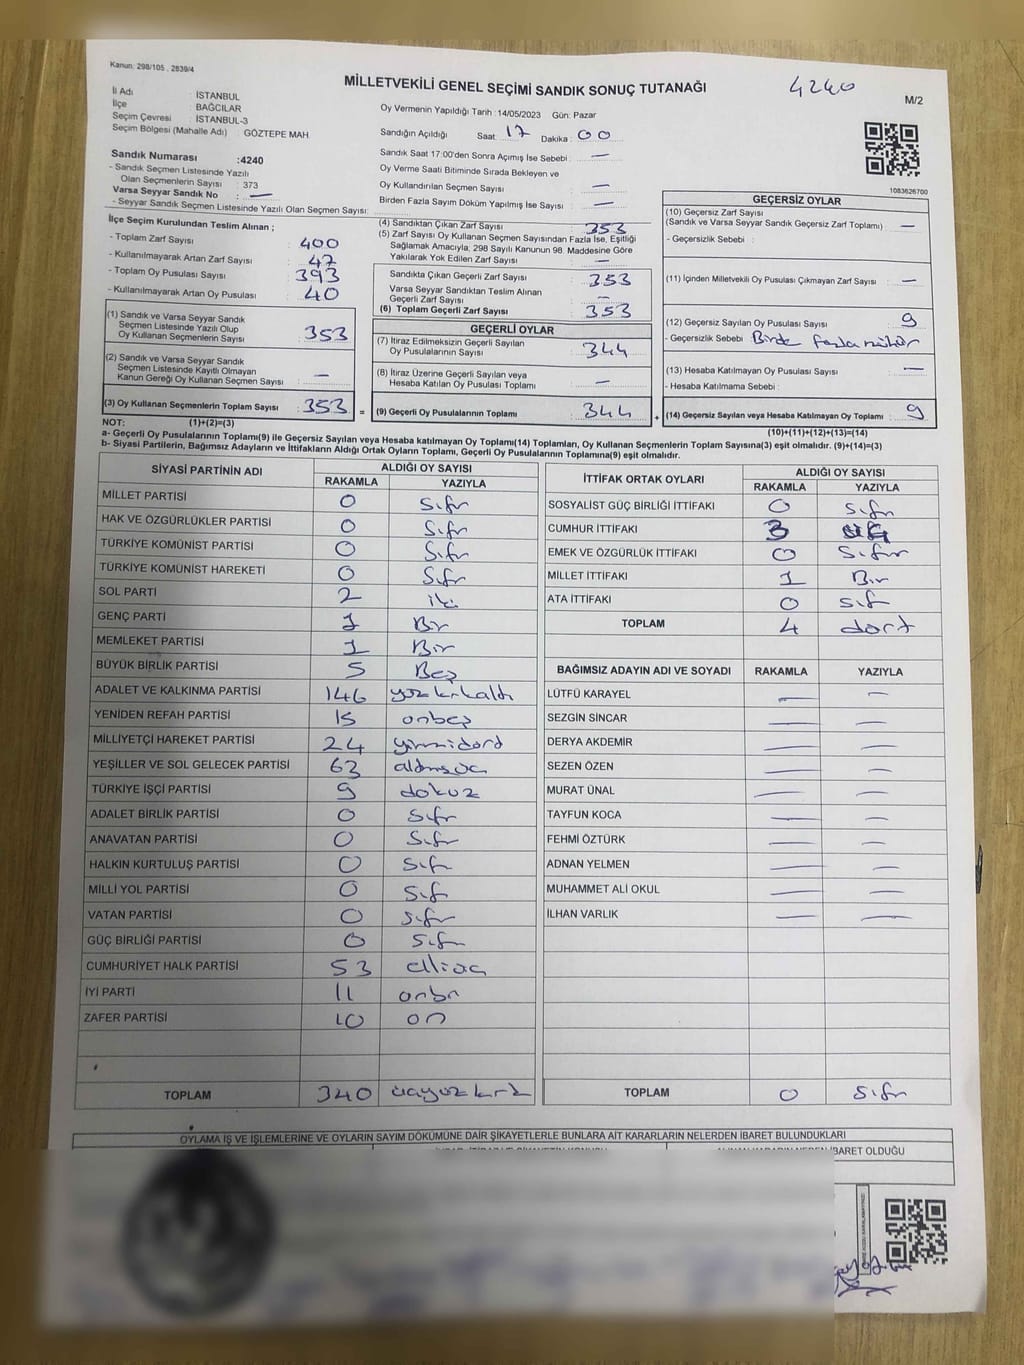 Kanun: 298/105 , 2839/4
MİLLETVEKİLİ GENEL SEÇİMİ SANDIK SONUÇ TUTANAĞI
4240
M/2
İl Adı : İSTANBUL
İlçe : BAĞCILAR
Seçim Çevresi : İSTANBUL-3
Seçim Bölgesi (Mahalle Adı) : GÖZTEPE MAH
Sandık Numarası :4240
- Sandık Seçmen Listesinde Yazılı
Olan Seçmenlerin Sayısı : 373
Varsa Seyyar Sandık No : —
- Seyyar Sandık Seçmen Listesinde Yazılı Olan Seçmen Sayısı:
Oy Vermenin Yapıldığı Tarih : 14/05/2023 Gün: Pazar
Sandığın Açıldığı Saat : 17 Dakika : 00
Sandık Saat 17:00'den Sonra Açımış İse Sebebi : —
Oy Verme Saati Bitiminde Sırada Bekleyen ve
Oy Kullandırılan Seçmen Sayısı : —
Birden Fazla Sayım Döküm Yapılmış İse Sayısı : —
1083626700
İlçe Seçim Kurulundan Teslim Alınan ;
- Toplam Zarf Sayısı : 400
- Kullanılmayarak Artan Zarf Sayısı : 47
- Toplam Oy Pusulası Sayısı : 393
- Kullanılmayarak Artan Oy Pusulası : 40
(1) Sandık ve Varsa Seyyar Sandık
Seçmen Listesinde Yazılı Olup
Oy Kullanan Seçmenlerin Sayısı : 353
(2) Sandık ve Varsa Seyyar Sandık
Seçmen Listesinde Kayıtlı Olmayan
Kanun Gereği Oy Kullanan Seçmen Sayısı : —
(3) Oy Kullanan Seçmenlerin Toplam Sayısı : 353
(4) Sandıktan Çıkan Zarf Sayısı : 353
(5) Zarf Sayısı Oy Kullanan Seçmen Sayısından Fazla İse, Eşitliği
Sağlamak Amacıyla; 298 Sayılı Kanunun 98. Maddesine Göre
Yakılarak Yok Edilen Zarf Sayısı : —
Sandıkta Çıkan Geçerli Zarf Sayısı : 353
Varsa Seyyar Sandıktan Teslim Alınan
Geçerli Zarf Sayısı : —
(6) Toplam Geçerli Zarf Sayısı : 353
GEÇERLİ OYLAR
(7) İtiraz Edilmeksizin Geçerli Sayılan
Oy Pusulalarının Sayısı : 344
(8) İtiraz Üzerine Geçerli Sayılan veya
Hesaba Katılan Oy Pusulası Toplamı : —
= (9) Geçerli Oy Pusulalarının Toplamı : 344 +
GEÇERSİZ OYLAR
(10) Geçersiz Zarf Sayısı
(Sandık ve Varsa Seyyar Sandık Geçersiz Zarf Toplamı) : —
- Geçersizlik Sebebi :
(11) İçinden Milletvekili Oy Pusulası Çıkmayan Zarf Sayısı : —
(12) Geçersiz Sayılan Oy Pusulası Sayısı : 9
- Geçersizlik Sebebi : Birde fazla mühür
(13) Hesaba Katılmayan Oy Pusulası Sayısı : —
- Hesaba Katılmama Sebebi :
(14) Geçersiz Sayılan veya Hesaba Katılmayan Oy Toplamı : 9
NOT: (1)+(2)=(3)
(10)+(11)+(12)+(13)=(14)
a- Geçerli Oy Pusulalarının Toplamı(9) ile Geçersiz Sayılan veya Hesaba katılmayan Oy Toplamı(14) Toplamları, Oy Kullanan Seçmenlerin Toplam Sayısına(3) eşit olmalıdır. (9)+(14)=(3)
b- Siyasi Partilerin, Bağımsız Adayların ve İttifakların Aldığı Ortak Oyların Toplamı, Geçerli Oy Pusulalarının Toplamına(9) eşit olmalıdır.
SİYASİ PARTİNİN ADI ALDIĞI OY SAYISI
RAKAMLA YAZIYLA
MİLLET PARTİSİ 0 sıfr
HAK VE ÖZGÜRLÜKLER PARTİSİ 0 sıfr
TÜRKİYE KOMÜNİST PARTİSİ 0 sıfr
TÜRKİYE KOMÜNİST HAREKETİ 0 sıfr
SOL PARTİ 2 iki
GENÇ PARTİ 1 Bir
MEMLEKET PARTİSİ 1 Bir
BÜYÜK BİRLİK PARTİSİ 5 Beş
ADALET VE KALKINMA PARTİSİ 146 yüzkırkaltı
YENİDEN REFAH PARTİSİ 15 onbeş
MİLLİYETÇİ HAREKET PARTİSİ 24 yirmidörd
YEŞİLLER VE SOL GELECEK PARTİSİ 63 altmışüç
TÜRKİYE İŞÇİ PARTİSİ 9 dokuz
ADALET BİRLİK PARTİSİ 0 sıfr
ANAVATAN PARTİSİ 0 sıfr
HALKIN KURTULUŞ PARTİSİ 0 sıfr
MİLLİ YOL PARTİSİ 0 sıfr
VATAN PARTİSİ 0 sıfr
GÜÇ BİRLİĞİ PARTİSİ 0 sıfr
CUMHURİYET HALK PARTİSİ 53 elliüç
İYİ PARTİ 11 onbir
ZAFER PARTİSİ 10 on
TOPLAM 340 üçyüzkırk
İTTİFAK ORTAK OYLARI ALDIĞI OY SAYISI
RAKAMLA YAZIYLA
SOSYALİST GÜÇ BİRLİĞİ İTTİFAKI 0 sıfr
CUMHUR İTTİFAKI 3
EMEK VE ÖZGÜRLÜK İTTİFAKI 0 sıfır
MİLLET İTTİFAKI 1 Bir
ATA İTTİFAKI 0 sıfr
TOPLAM 4 dört
BAĞIMSIZ ADAYIN ADI VE SOYADI RAKAMLA YAZIYLA
LÜTFÜ KARAYEL — —
SEZGİN SİNCAR — —
DERYA AKDEMİR — —
SEZEN ÖZEN — —
MURAT ÜNAL — —
TAYFUN KOCA — —
FEHMİ ÖZTÜRK — —
ADNAN YELMEN — —
MUHAMMET ALİ OKUL — —
İLHAN VARLIK — —
TOPLAM 0 sıfr
OYLAMA İŞ VE İŞLEMLERİNE VE OYLARIN SAYIM DÖKÜMÜNE DAİR ŞİKAYETLERLE BUNLARA AİT KARARLARIN NELERDEN İBARET BULUNDUKLARI
İBARET OLDUĞU